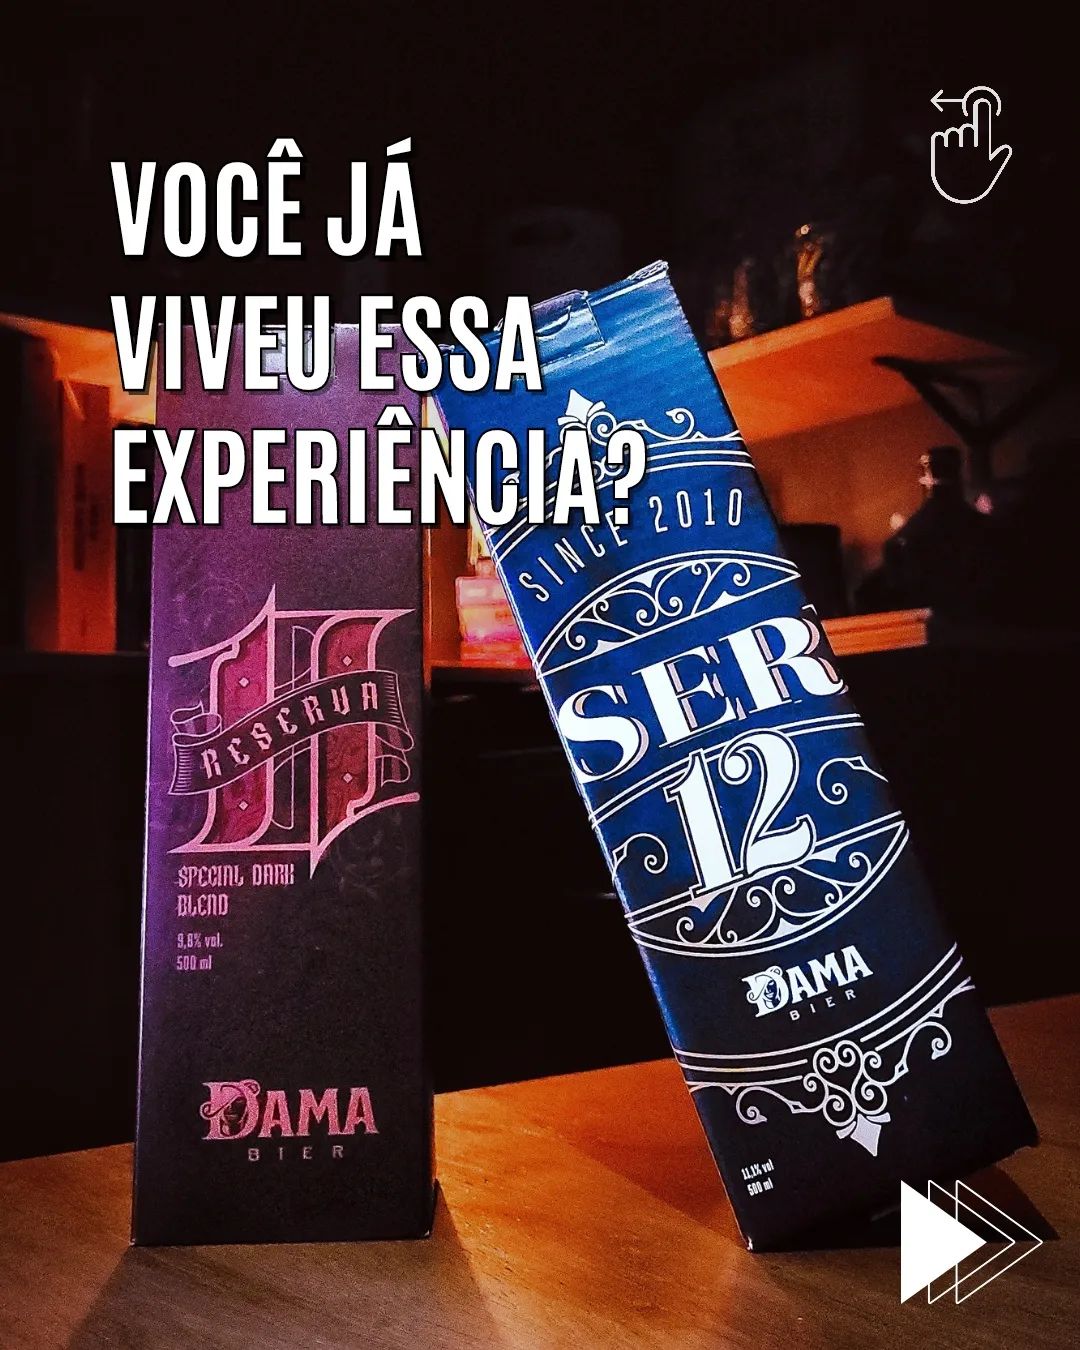 VOCÊ JÁ
VIVEU ESSA
EXPERIÊNCIA?
RESERVA
SPECIAL DARK
BLEND
9,8% vol.
500 ml
DAMA
BIER
SINCE 2010
SER
12
DAMA
BIER
11,1% vol
500 ml